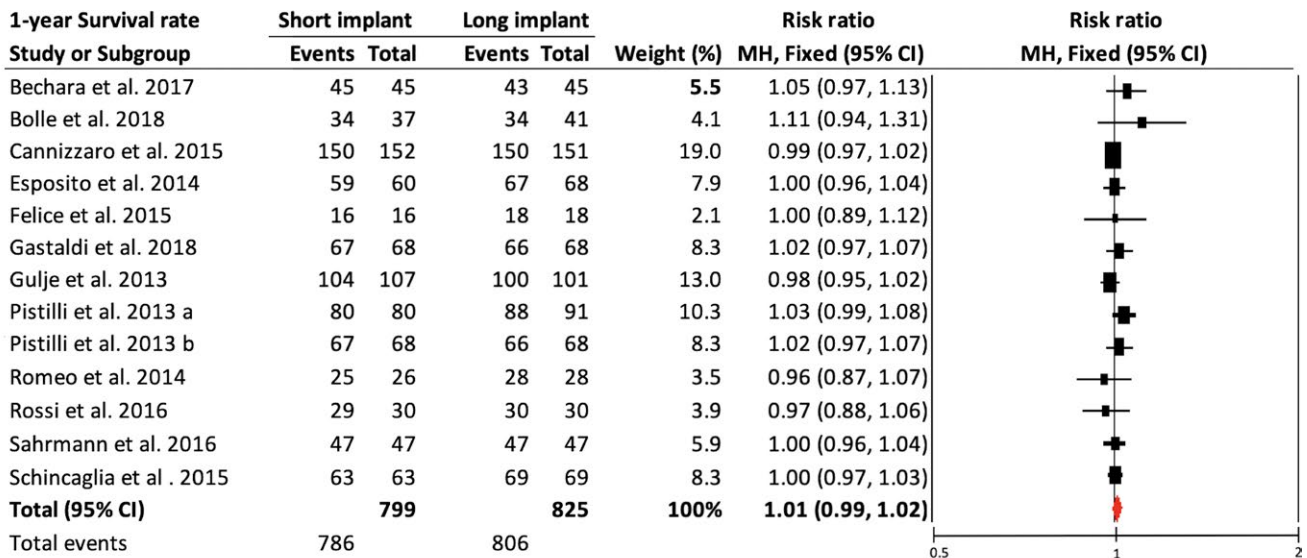 1-year Survival rate Short implant Long implant Risk ratio Risk ratio
Study or Subgroup Events Total Events Total Weight (%) MH, Fixed (95% CI) MH, Fixed (95% CI)
Bechara et al. 2017 45 45 43 45 5.5 1.05 (0.97, 1.13)
Bolle et al. 2018 34 37 34 41 4.1 1.11 (0.94, 1.31)
Cannizzaro et al. 2015 150 152 150 151 19.0 0.99 (0.97, 1.02)
Esposito et al. 2014 59 60 67 68 7.9 1.00 (0.96, 1.04)
Felice et al. 2015 16 16 18 18 2.1 1.00 (0.89, 1.12)
Gastaldi et al. 2018 67 68 66 68 8.3 1.02 (0.97, 1.07)
Gulje et al. 2013 104 107 100 101 13.0 0.98 (0.95, 1.02)
Pistilli et al. 2013 a 80 80 88 91 10.3 1.03 (0.99, 1.08)
Pistilli et al. 2013 b 67 68 66 68 8.3 1.02 (0.97, 1.07)
Romeo et al. 2014 25 26 28 28 3.5 0.96 (0.87, 1.07)
Rossi et al. 2016 29 30 30 30 3.9 0.97 (0.88, 1.06)
Sahrmann et al. 2016 47 47 47 47 5.9 1.00 (0.96, 1.04)
Schincaglia et al . 2015 63 63 69 69 8.3 1.00 (0.97, 1.03)
Total (95% CI) 799 825 100% 1.01 (0.99, 1.02)
Total events 786 806
0.5 1 2